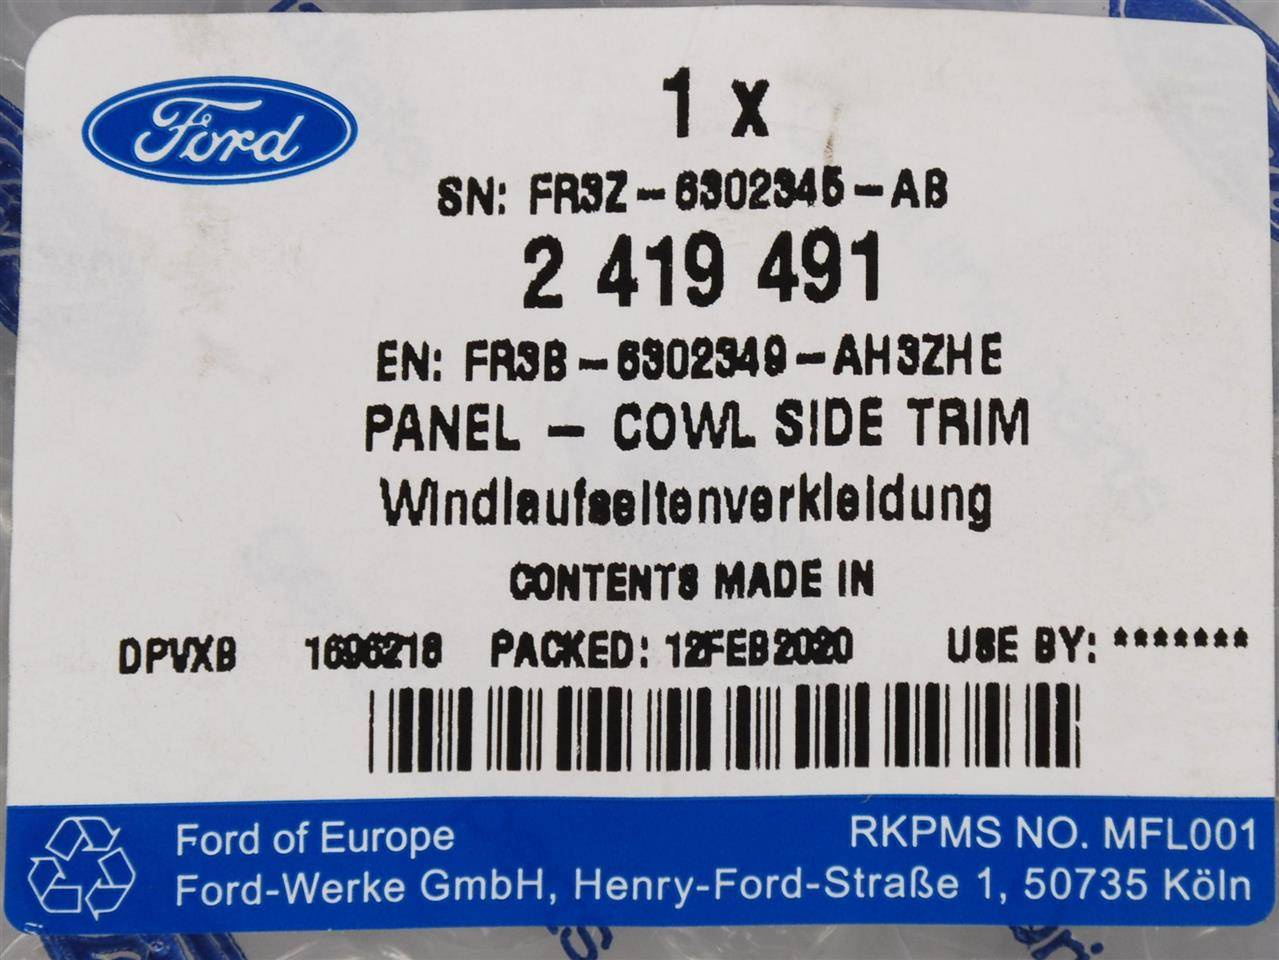 Ford
1 x
SN: FR3Z-6302345-AB
2 419 491
EN: FR3B-6302349-AH3ZHE
PANEL - COWL SIDE TRIM
Windlaufseitenverkleidung
CONTENTS MADE IN
DPVXB 1696218 PACKED: 12FEB2020 USE BY: *******
Ford of Europe RKPMS NO. MFL001
Ford-Werke GmbH, Henry-Ford-Straße 1, 50735 Köln